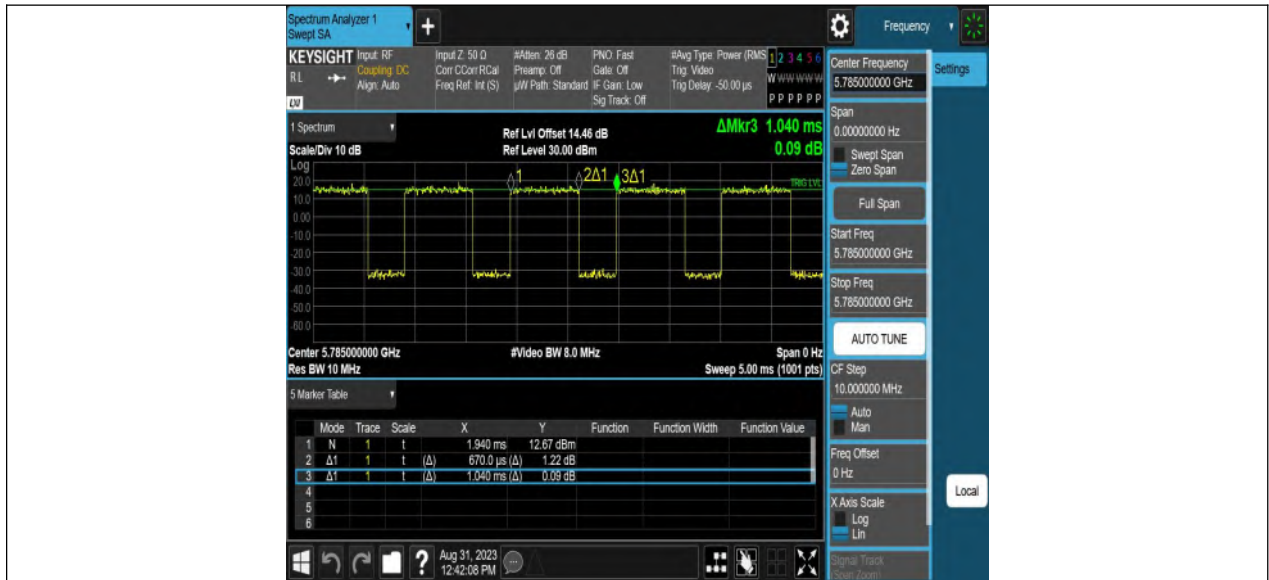 Spectrum Analyzer 1
Swept SA
+
Frequency
KEYSIGHT
RL
LXI
Input: RF
Coupling: DC
Align: Auto
Input Z: 50 Ω
Corr CCorr RCal
Freq Ref: Int (S)
#Atten: 26 dB
Preamp: Off
µW Path: Standard
PNO: Fast
Gate: Off
IF Gain: Low
Sig Track: Off
#Avg Type: Power (RMS
Trig: Video
Trig Delay: -50.00 µs
1 2 3 4 5 6
W W W W W W
P P P P P P
Center Frequency
5.785000000 GHz
Settings
1 Spectrum
Scale/Div 10 dB
Ref Lvl Offset 14.46 dB
Ref Level 30.00 dBm
ΔMkr3 1.040 ms
0.09 dB
Log
20.0
10.0
0.00
-10.0
-20.0
-30.0
-40.0
-50.0
-60.0
1
2Δ1
3Δ1
TRIG LVL
Center 5.785000000 GHz
Res BW 10 MHz
#Video BW 8.0 MHz
Span 0 Hz
Sweep 5.00 ms (1001 pts)
Span
0.00000000 Hz
Swept Span
Zero Span
Full Span
Start Freq
5.785000000 GHz
Stop Freq
5.785000000 GHz
AUTO TUNE
CF Step
10.000000 MHz
Auto
Man
Freq Offset
0 Hz
X Axis Scale
Log
Lin
Signal Track
(Span Zoom)
Local
5 Marker Table
Mode Trace Scale X Y Function Function Width Function Value
1 N 1 t 1.940 ms 12.67 dBm
2 Δ1 1 t (Δ) 670.0 µs (Δ) 1.22 dB
3 Δ1 1 t (Δ) 1.040 ms (Δ) 0.09 dB
4
5
6
?
Aug 31, 2023
12:42:08 PM